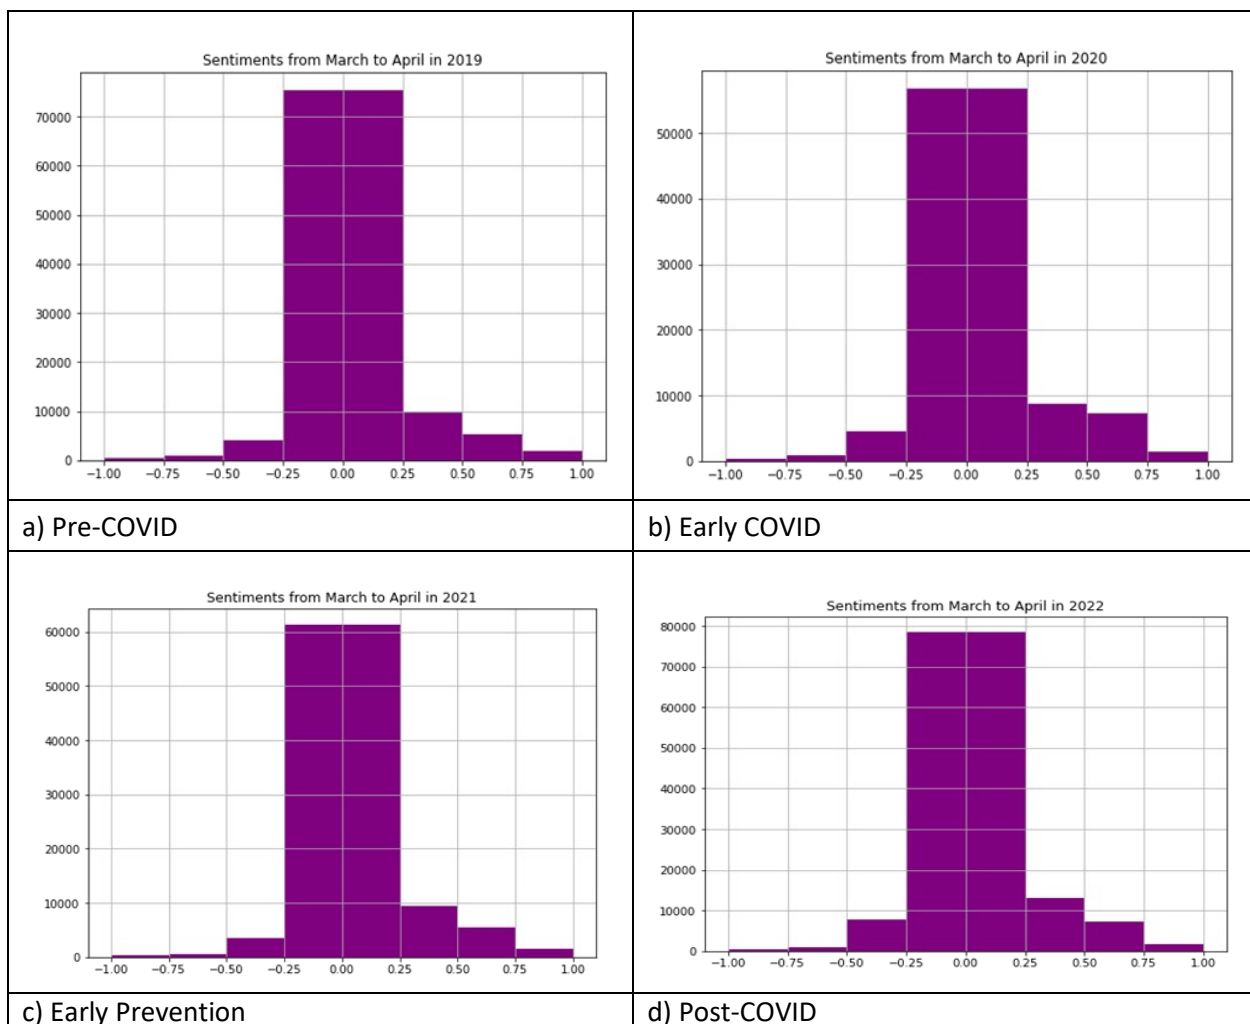 Sentiments from March to April in 2019
70000
60000
50000
40000
30000
20000
10000
0
−1.00 −0.75 −0.50 −0.25 0.00 0.25 0.50 0.75 1.00
a) Pre-COVID
Sentiments from March to April in 2020
50000
40000
30000
20000
10000
0
−1.00 −0.75 −0.50 −0.25 0.00 0.25 0.50 0.75 1.00
b) Early COVID
Sentiments from March to April in 2021
60000
50000
40000
30000
20000
10000
0
−1.00 −0.75 −0.50 −0.25 0.00 0.25 0.50 0.75 1.00
c) Early Prevention
Sentiments from March to April in 2022
80000
70000
60000
50000
40000
30000
20000
10000
0
−1.00 −0.75 −0.50 −0.25 0.00 0.25 0.50 0.75 1.00
d) Post-COVID